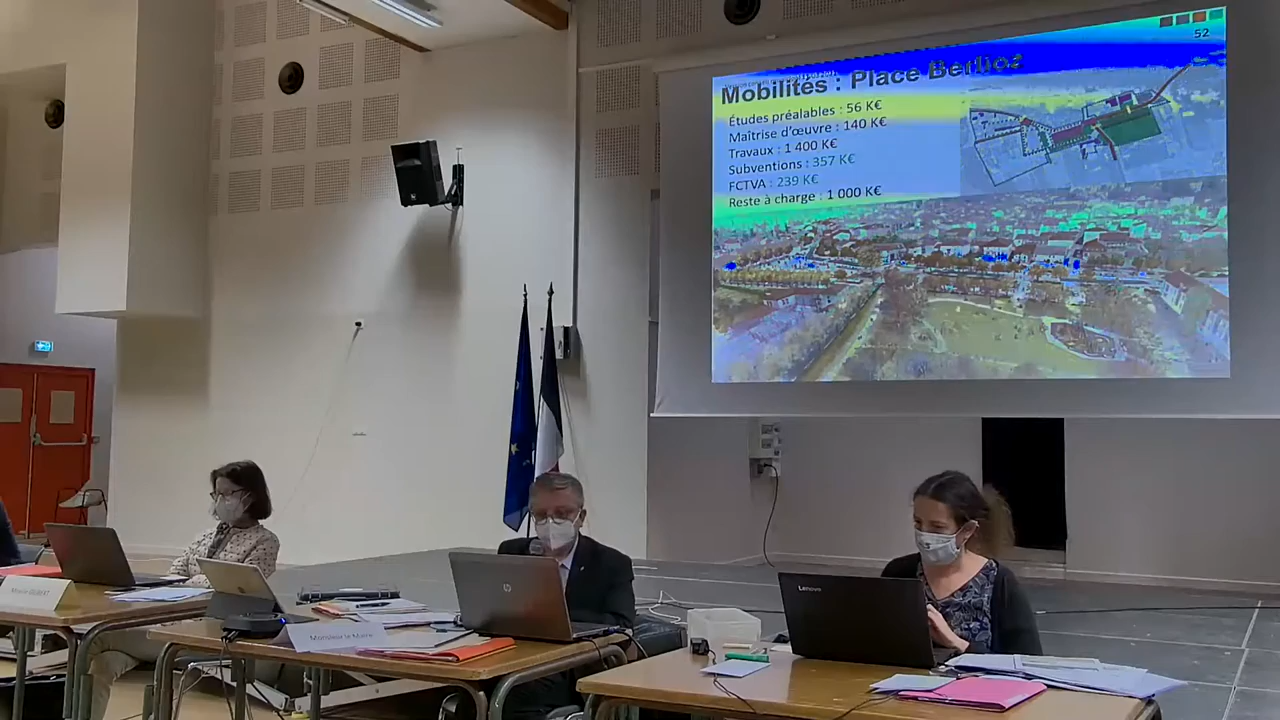 52
Mobilités : Place Berlioz
Études préalables : 56 K€
Maîtrise d'œuvre : 140 K€
Travaux : 1 400 K€
Subventions : 357 K€
FCTVA : 239 K€
Reste à charge : 1 000 K€
hp
Lenovo
Monsieur le Maire